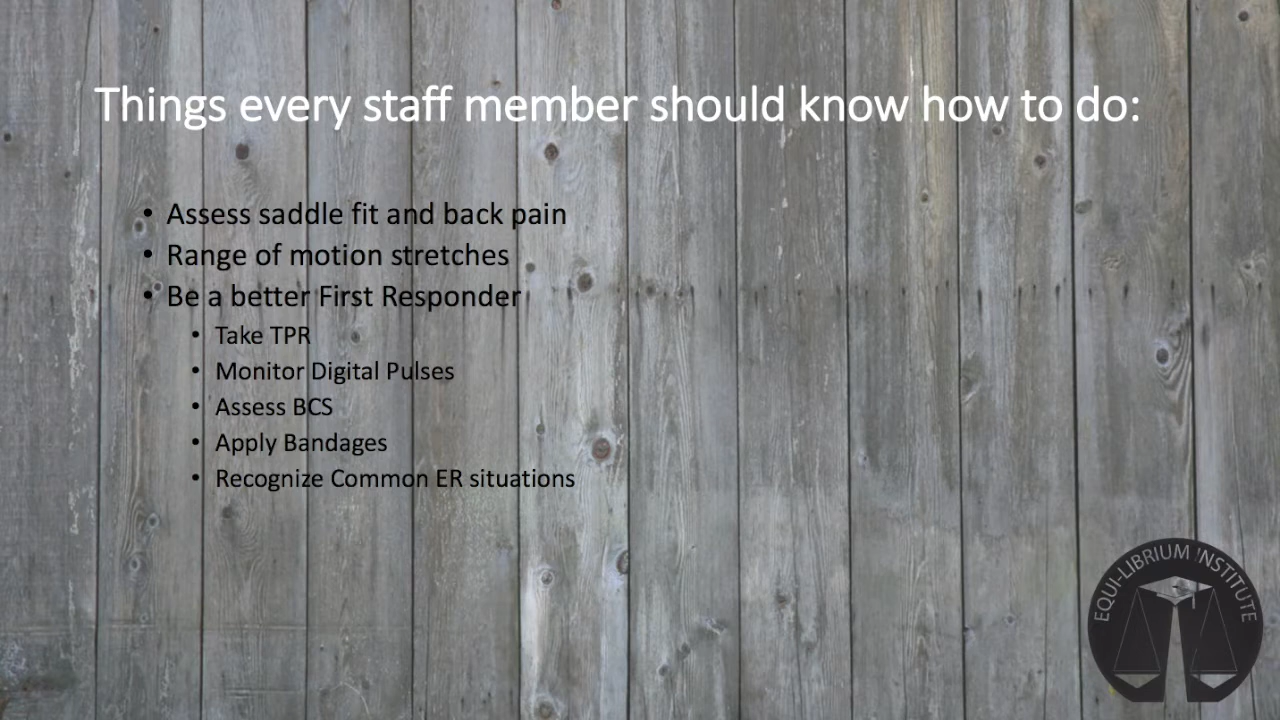 Things every staff member should know how to do:
• Assess saddle fit and back pain
• Range of motion stretches
• Be a better First Responder
• Take TPR
• Monitor Digital Pulses
• Assess BCS
• Apply Bandages
• Recognize Common ER situations
EQUI-LIBRIUM INSTITUTE